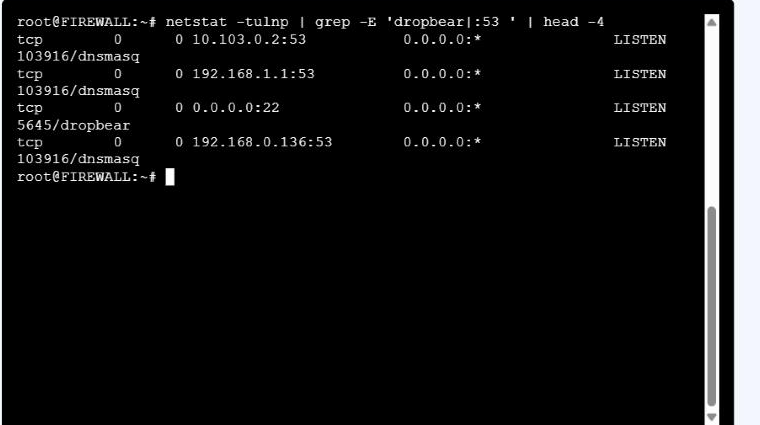 root@FIREWALL:~# netstat -tulnp | grep -E 'dropbear|:53 ' | head -4
tcp        0      0 10.103.0.2:53           0.0.0.0:*               LISTEN
103916/dnsmasq
tcp        0      0 192.168.1.1:53          0.0.0.0:*               LISTEN
103916/dnsmasq
tcp        0      0 0.0.0.0:22              0.0.0.0:*               LISTEN
5645/dropbear
tcp        0      0 192.168.0.136:53        0.0.0.0:*               LISTEN
103916/dnsmasq
root@FIREWALL:~#